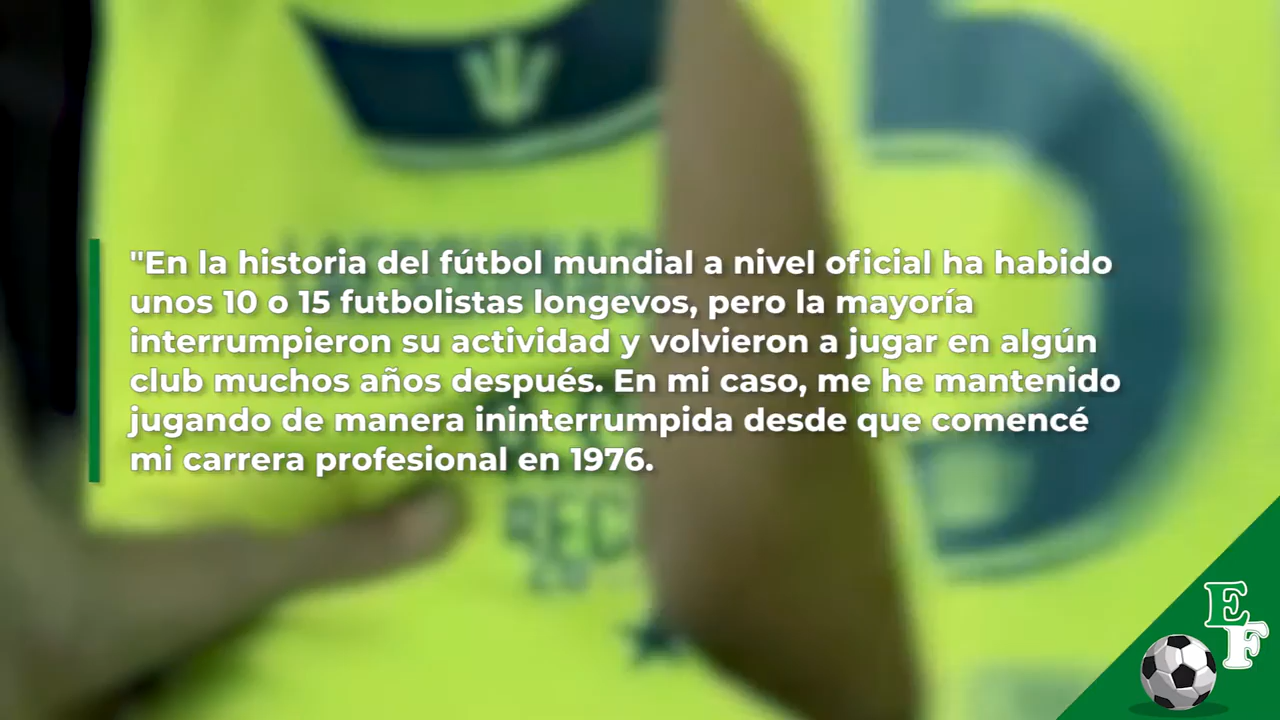 "En la historia del fútbol mundial a nivel oficial ha habido
unos 10 o 15 futbolistas longevos, pero la mayoría
interrumpieron su actividad y volvieron a jugar en algún
club muchos años después. En mi caso, me he mantenido
jugando de manera ininterrumpida desde que comencé
mi carrera profesional en 1976.
5
REC
E
F